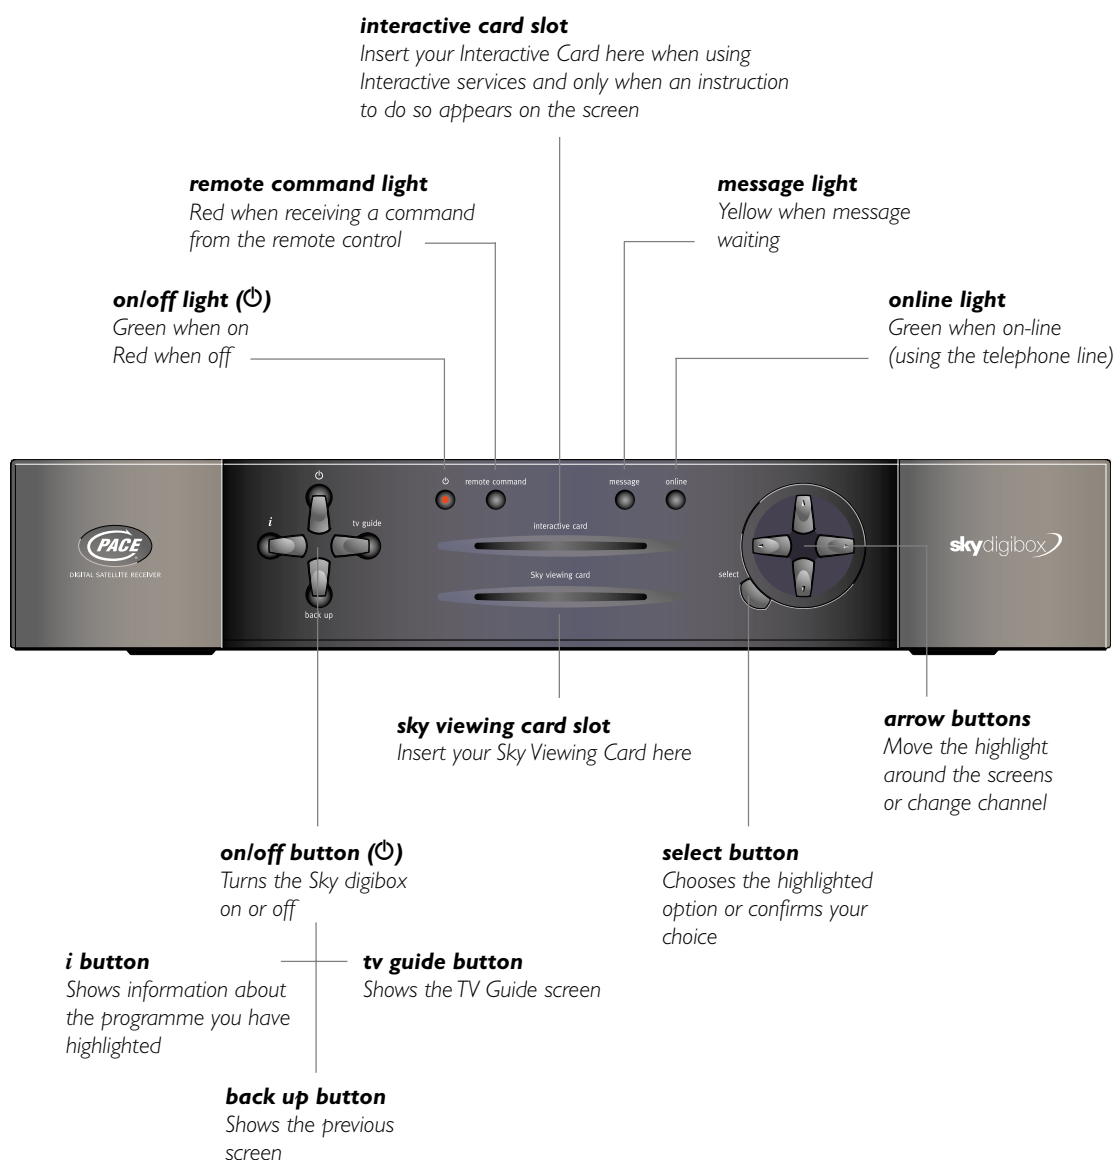 interactive card slot
Insert your Interactive Card here when using
Interactive services and only when an instruction
to do so appears on the screen
remote command light
Red when receiving a command
from the remote control
message light
Yellow when message
waiting
on/off light (⏻)
Green when on
Red when off
online light
Green when on-line
(using the telephone line)
⏻
i
tv guide
back up
⏻
remote command
message
online
interactive card
Sky viewing card
select
PACE
DIGITAL SATELLITE RECEIVER
skydigibox
sky viewing card slot
Insert your Sky Viewing Card here
arrow buttons
Move the highlight
around the screens
or change channel
on/off button (⏻)
Turns the Sky digibox
on or off
select button
Chooses the highlighted
option or confirms your
choice
i button
Shows information about
the programme you have
highlighted
tv guide button
Shows the TV Guide screen
back up button
Shows the previous
screen